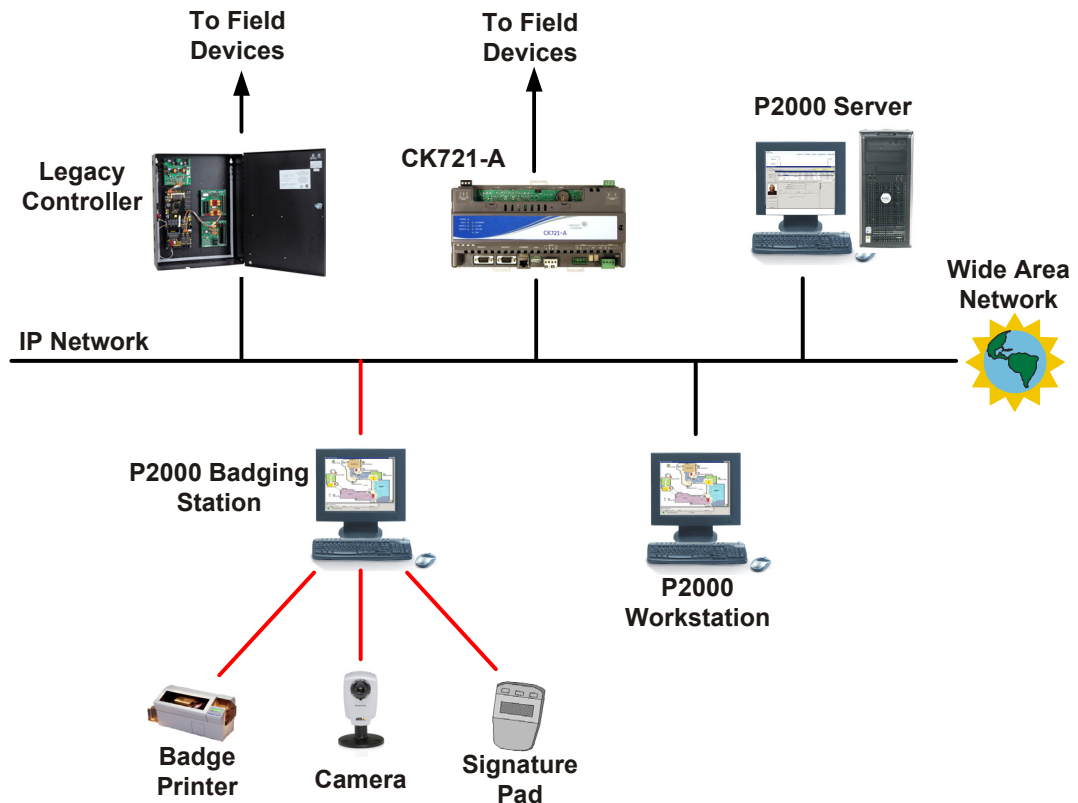 To Field
Devices
To Field
Devices
P2000 Server
Legacy
Controller
CK721-A
CK721-A
Wide Area
Network
IP Network
P2000 Badging
Station
P2000
Workstation
Badge
Printer
Camera
Signature
Pad